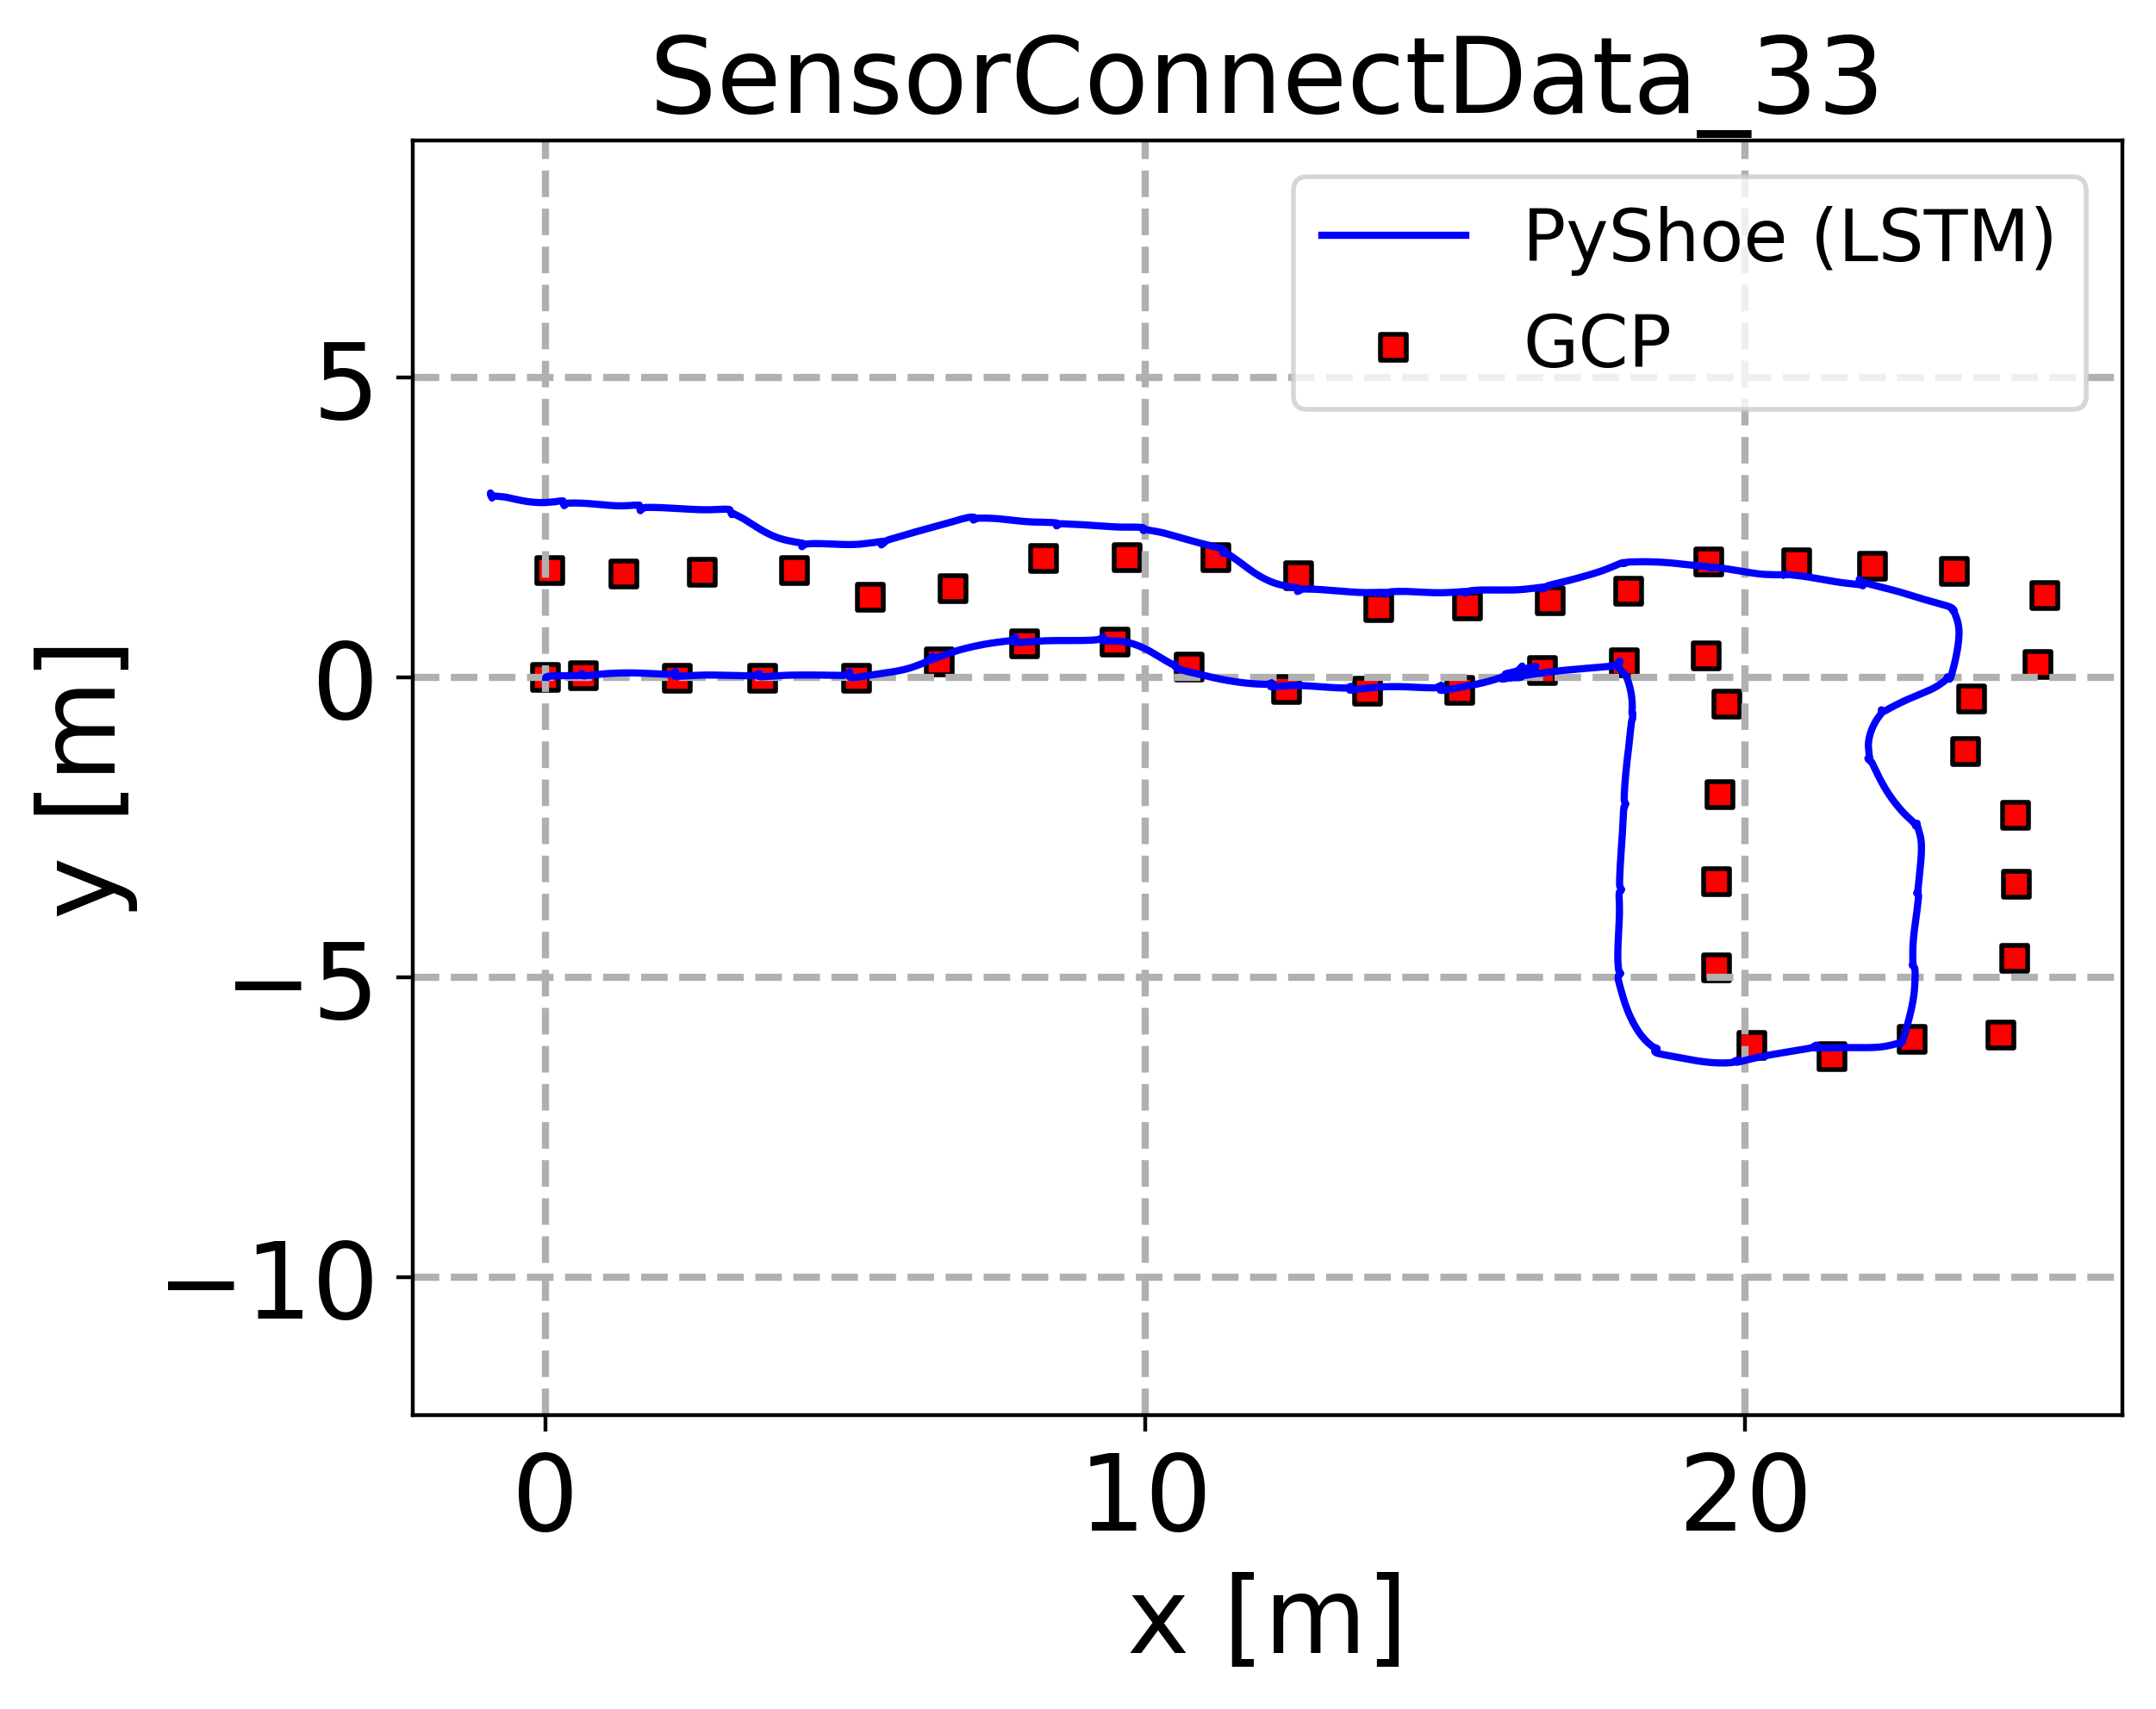 SensorConnectData_33
PyShoe (LSTM)
GCP
y [m]
5
0
−5
−10
0 10 20
x [m]